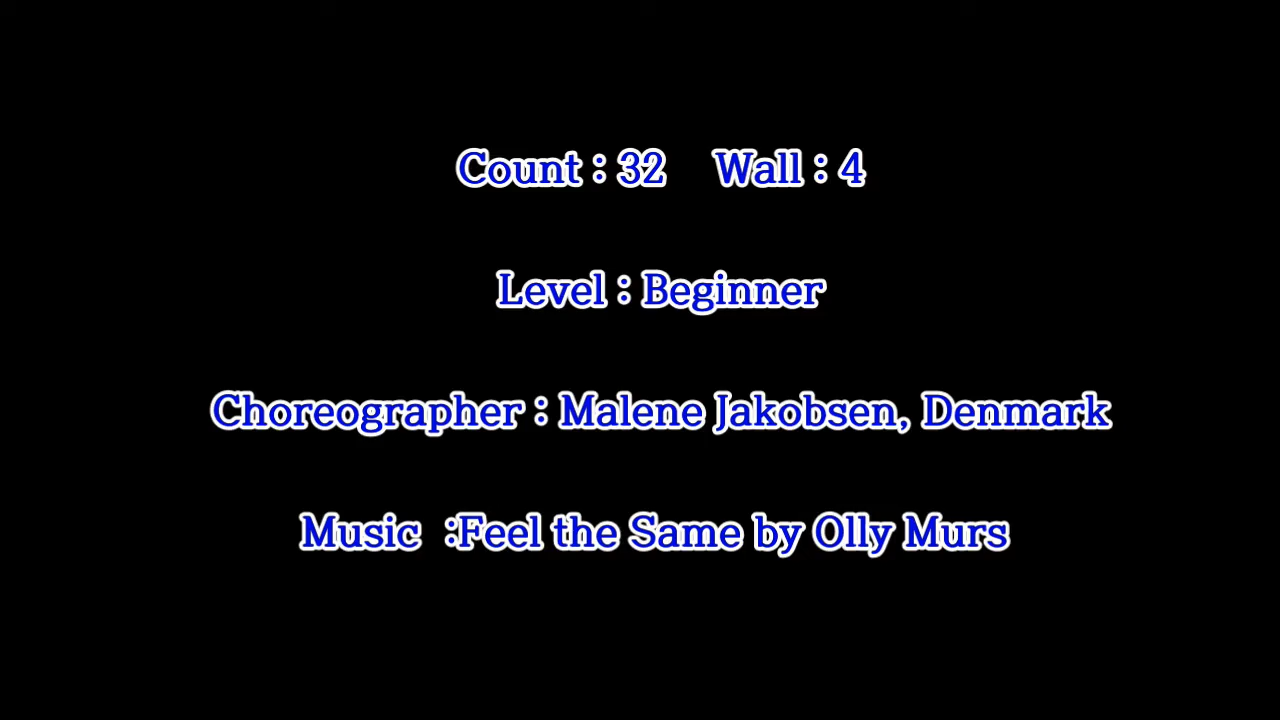 Count : 32 Wall : 4
Level : Beginner
Choreographer : Malene Jakobsen, Denmark
Music :Feel the Same by Olly Murs